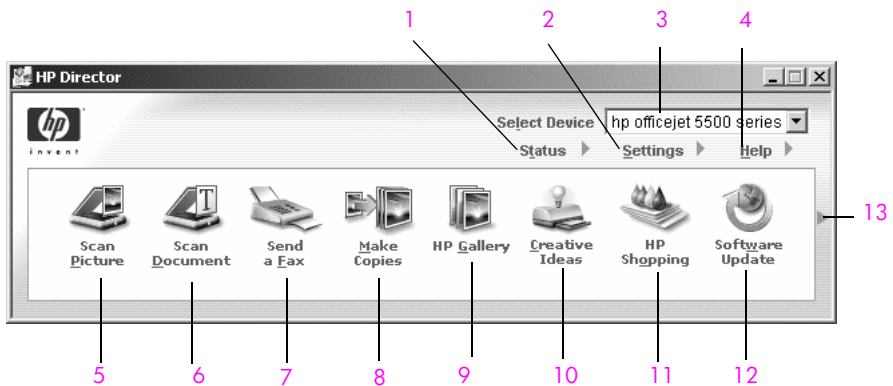 1 2 3 4
HP Director
hp
invent
Select Device hp officejet 5500 series
Status Settings Help
13
Scan Picture
Scan Document
Send a Fax
Make Copies
HP Gallery
Creative Ideas
HP Shopping
Software Update
5 6 7 8 9 10 11 12